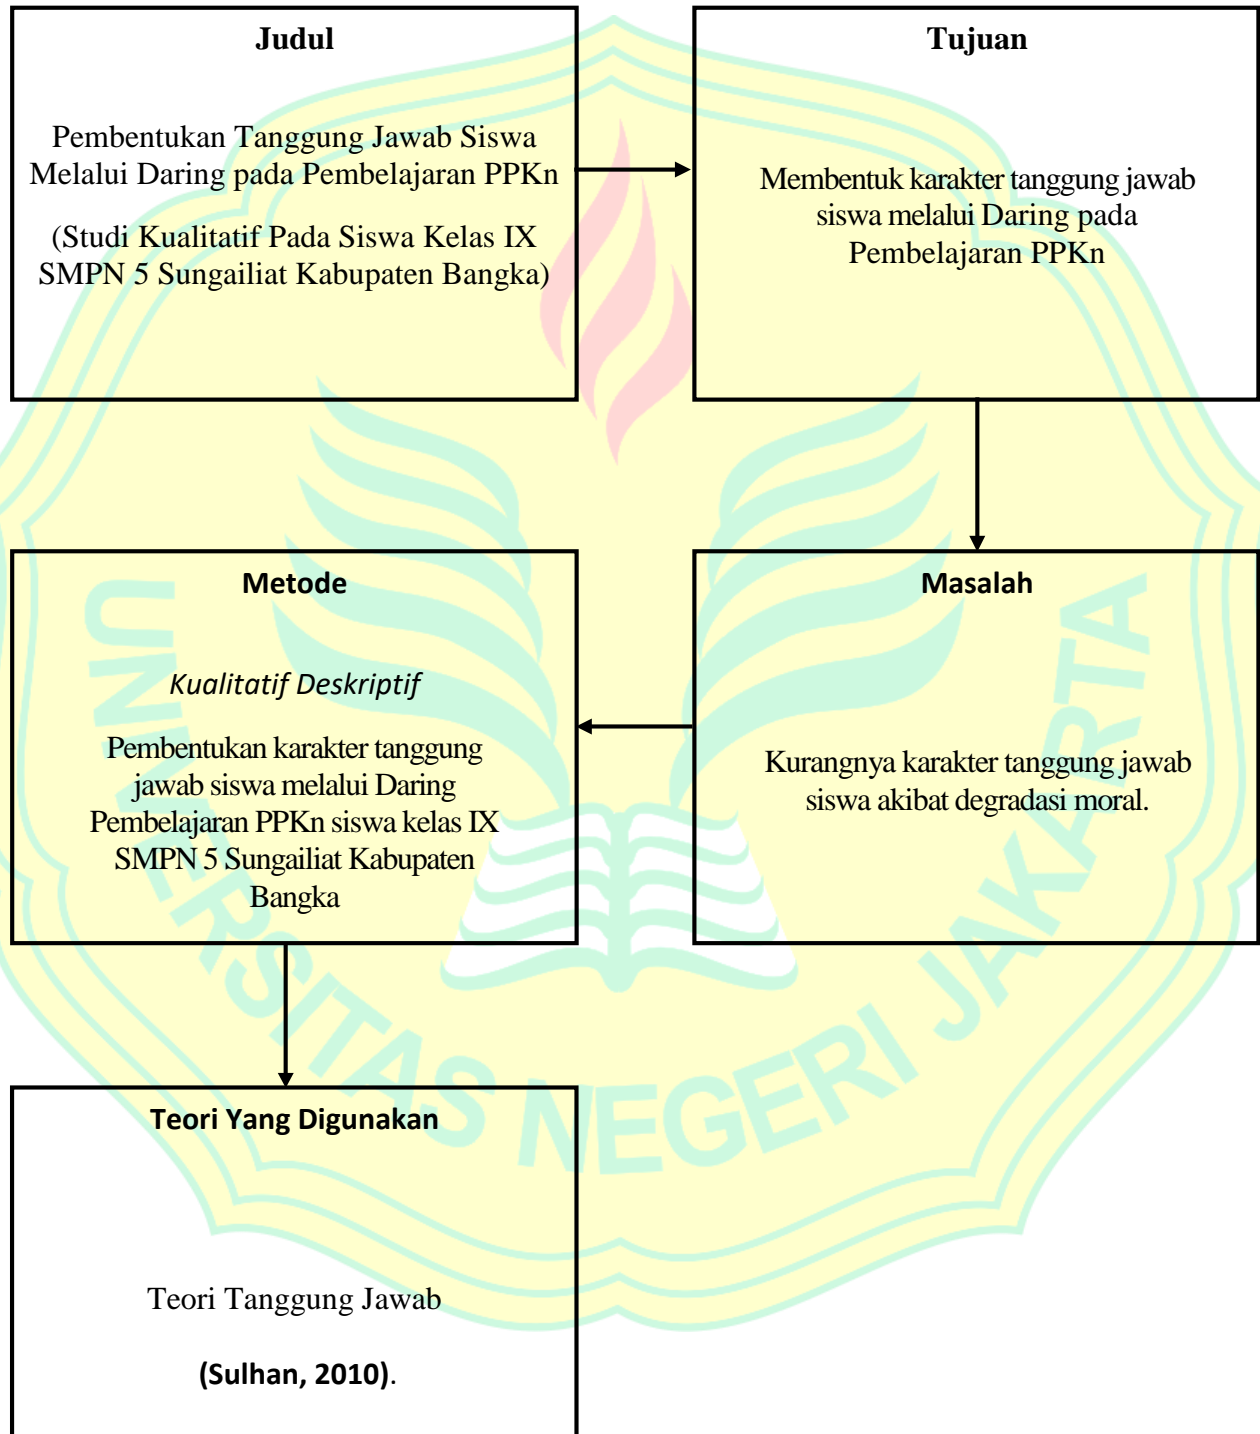 Judul
Pembentukan Tanggung Jawab Siswa
Melalui Daring pada Pembelajaran PPKn
(Studi Kualitatif Pada Siswa Kelas IX
SMPN 5 Sungailiat Kabupaten Bangka)
Tujuan
Membentuk karakter tanggung jawab
siswa melalui Daring pada
Pembelajaran PPKn
Masalah
Kurangnya karakter tanggung jawab
siswa akibat degradasi moral.
Metode
Kualitatif Deskriptif
Pembentukan karakter tanggung
jawab siswa melalui Daring
Pembelajaran PPKn siswa kelas IX
SMPN 5 Sungailiat Kabupaten
Bangka
Teori Yang Digunakan
Teori Tanggung Jawab
(Sulhan, 2010).
UNIVERSITAS NEGERI JAKARTA